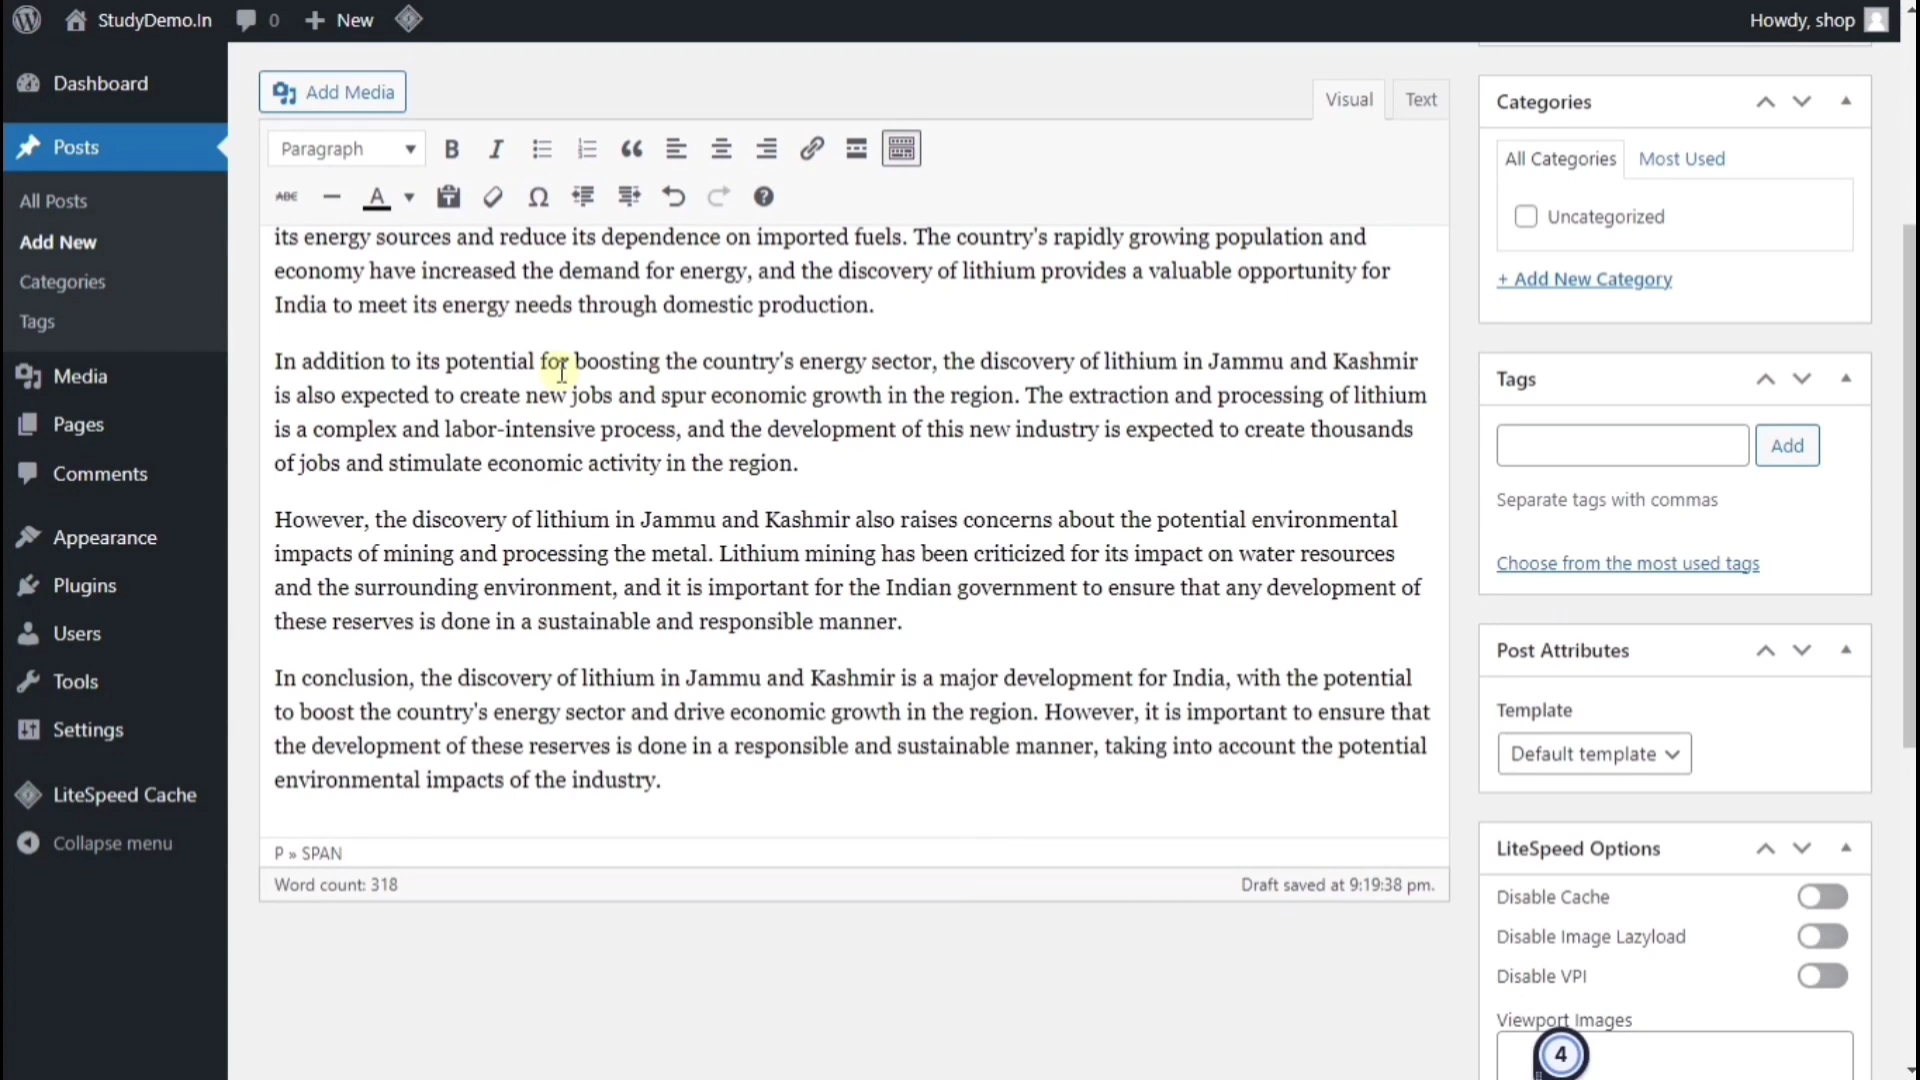 StudyDemo.In 0 New Howdy, shop
Dashboard
Posts
All Posts
Add New
Categories
Tags
Media
Pages
Comments
Appearance
Plugins
Users
Tools
Settings
LiteSpeed Cache
Collapse menu
Add Media
Visual Text
Paragraph
B I
ABC A
its energy sources and reduce its dependence on imported fuels. The country's rapidly growing population and
economy have increased the demand for energy, and the discovery of lithium provides a valuable opportunity for
India to meet its energy needs through domestic production.
In addition to its potential for boosting the country's energy sector, the discovery of lithium in Jammu and Kashmir
is also expected to create new jobs and spur economic growth in the region. The extraction and processing of lithium
is a complex and labor-intensive process, and the development of this new industry is expected to create thousands
of jobs and stimulate economic activity in the region.
However, the discovery of lithium in Jammu and Kashmir also raises concerns about the potential environmental
impacts of mining and processing the metal. Lithium mining has been criticized for its impact on water resources
and the surrounding environment, and it is important for the Indian government to ensure that any development of
these reserves is done in a sustainable and responsible manner.
In conclusion, the discovery of lithium in Jammu and Kashmir is a major development for India, with the potential
to boost the country's energy sector and drive economic growth in the region. However, it is important to ensure that
the development of these reserves is done in a responsible and sustainable manner, taking into account the potential
environmental impacts of the industry.
P » SPAN
Word count: 318 Draft saved at 9:19:38 pm.
Categories
All Categories Most Used
Uncategorized
+ Add New Category
Tags
Add
Separate tags with commas
Choose from the most used tags
Post Attributes
Template
Default template
LiteSpeed Options
Disable Cache
Disable Image Lazyload
Disable VPI
Viewport Images
4